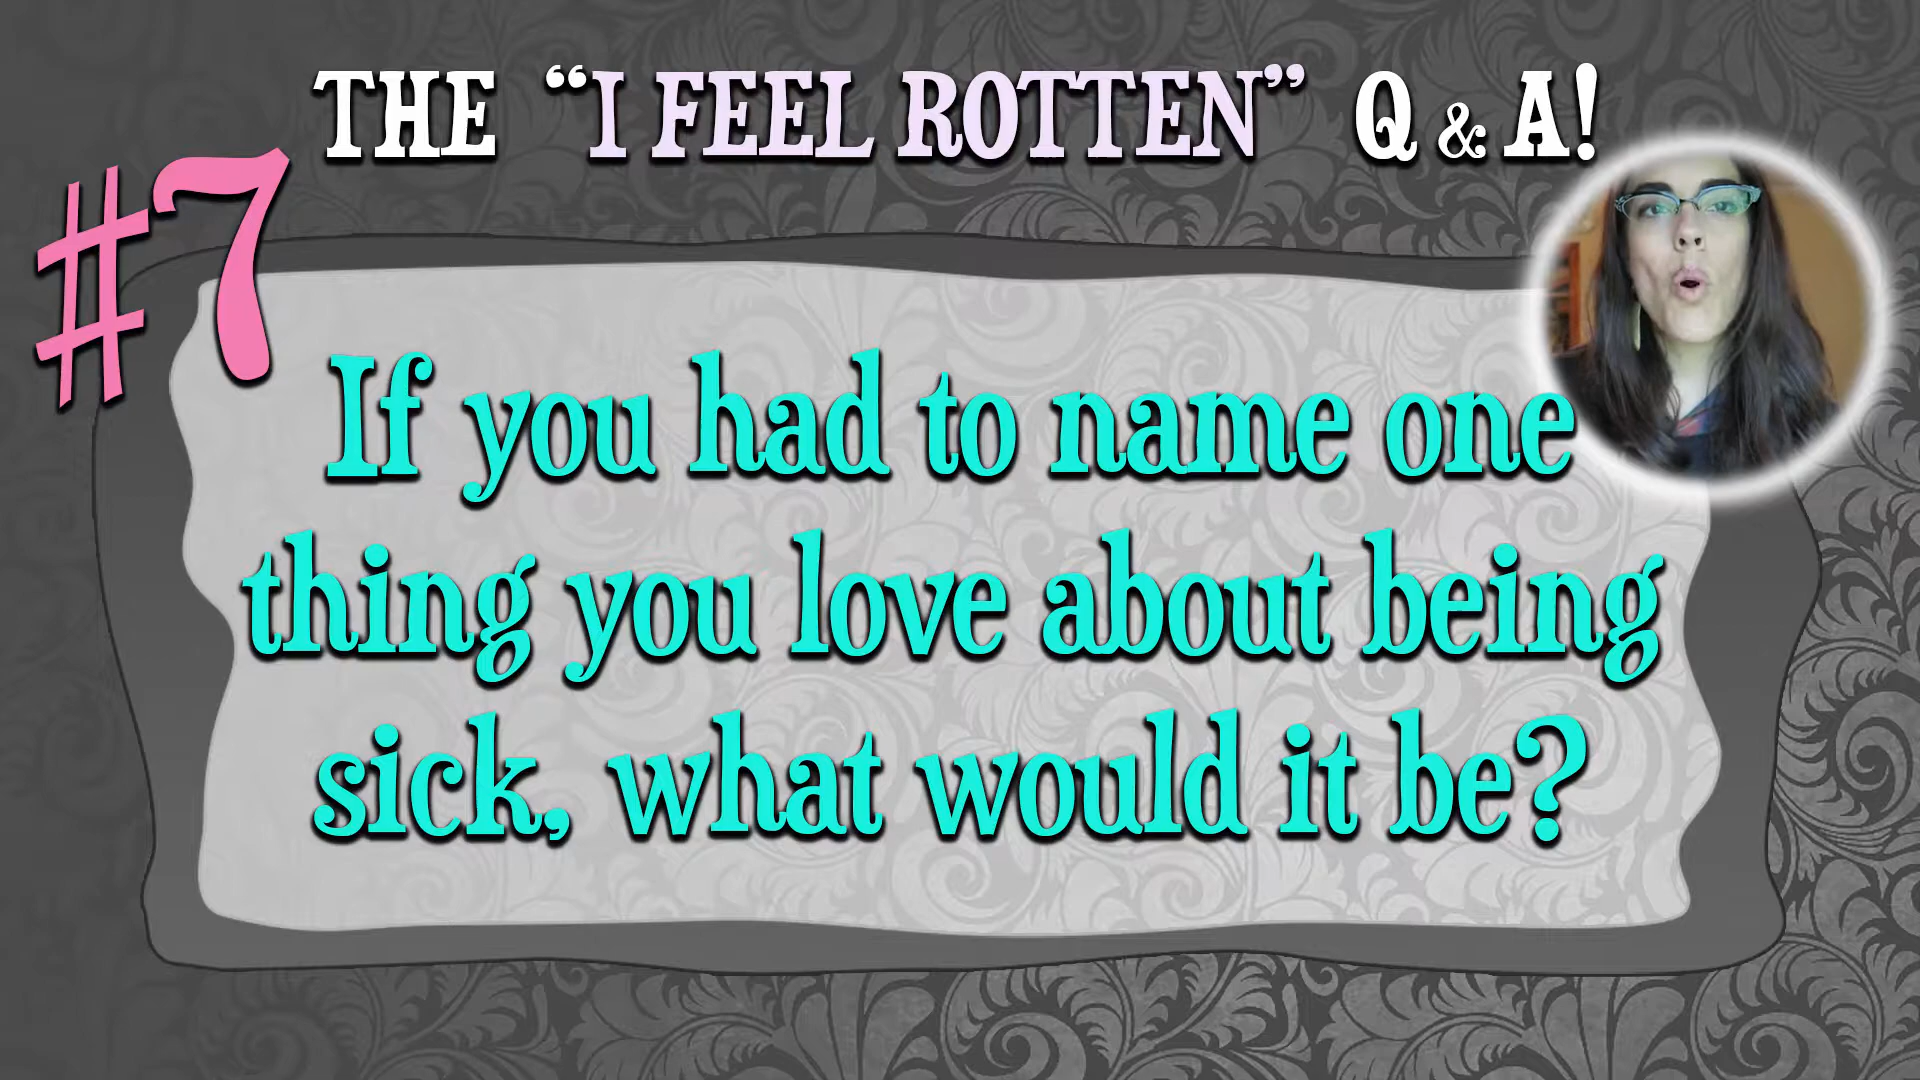 THE “I FEEL ROTTEN” Q & A!
#7
If you had to name one
thing you love about being
sick, what would it be?